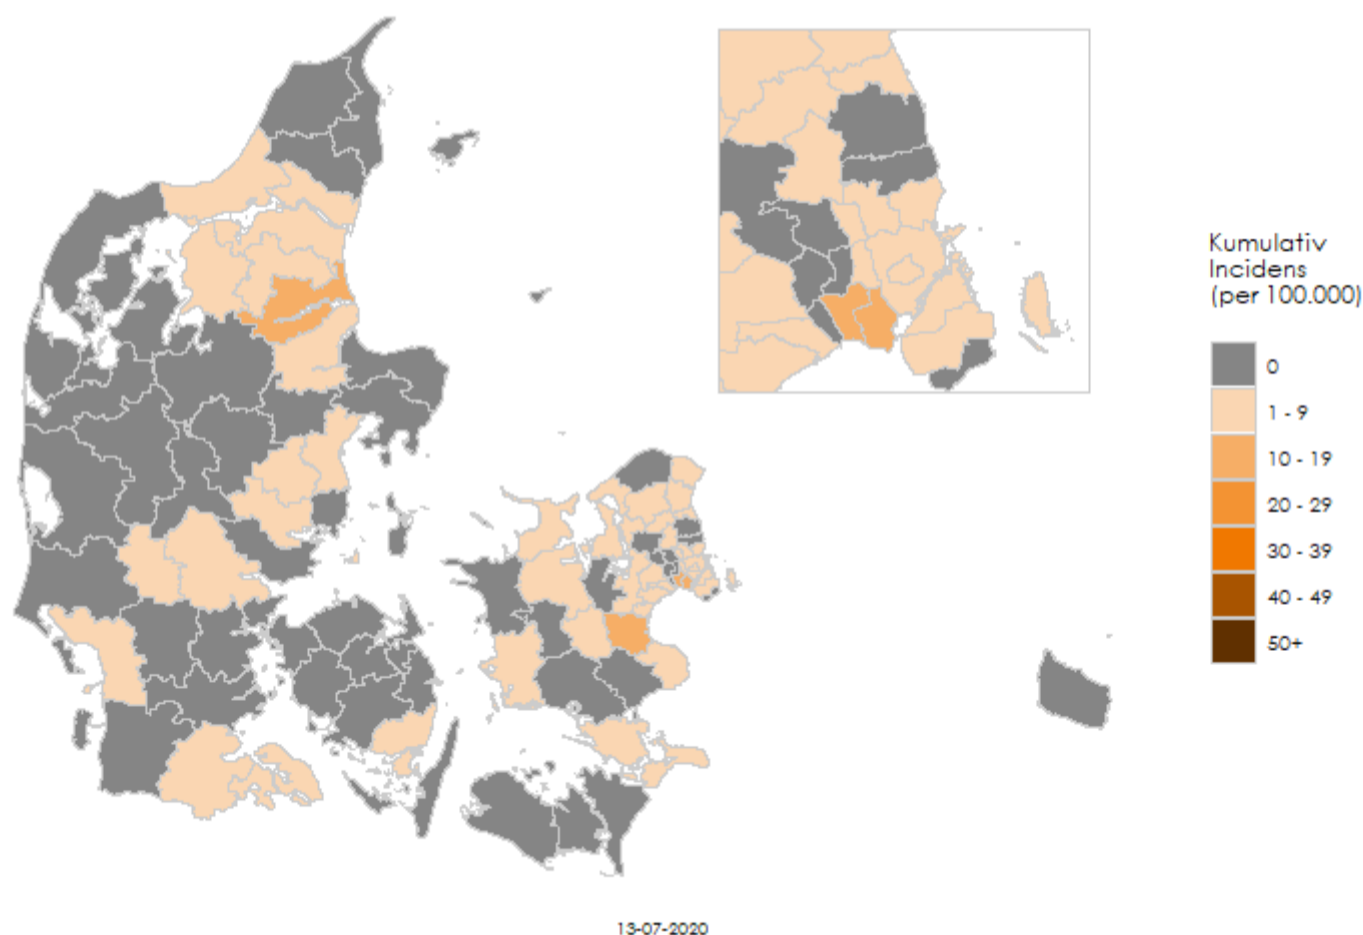 Kumulativ
Incidens
(per 100.000)
0
1 - 9
10 - 19
20 - 29
30 - 39
40 - 49
50+
13-07-2020